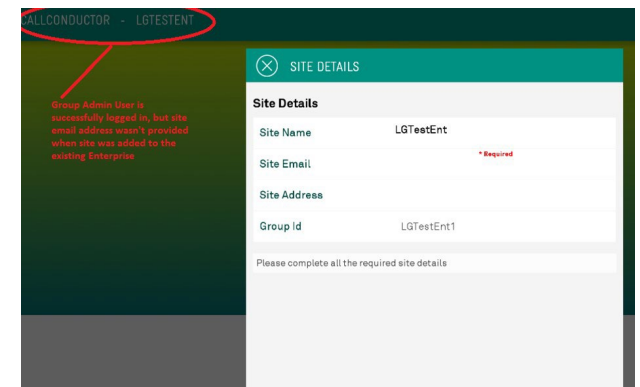 CALLCONDUCTOR - LGTESTENT
SITE DETAILS
Group Admin User is
successfully logged in, but site
email address wasn't provided
when site was added to the
existing Enterprise
Site Details
Site Name LGTestEnt
Site Email * Required
Site Address
Group Id LGTestEnt1
Please complete all the required site details